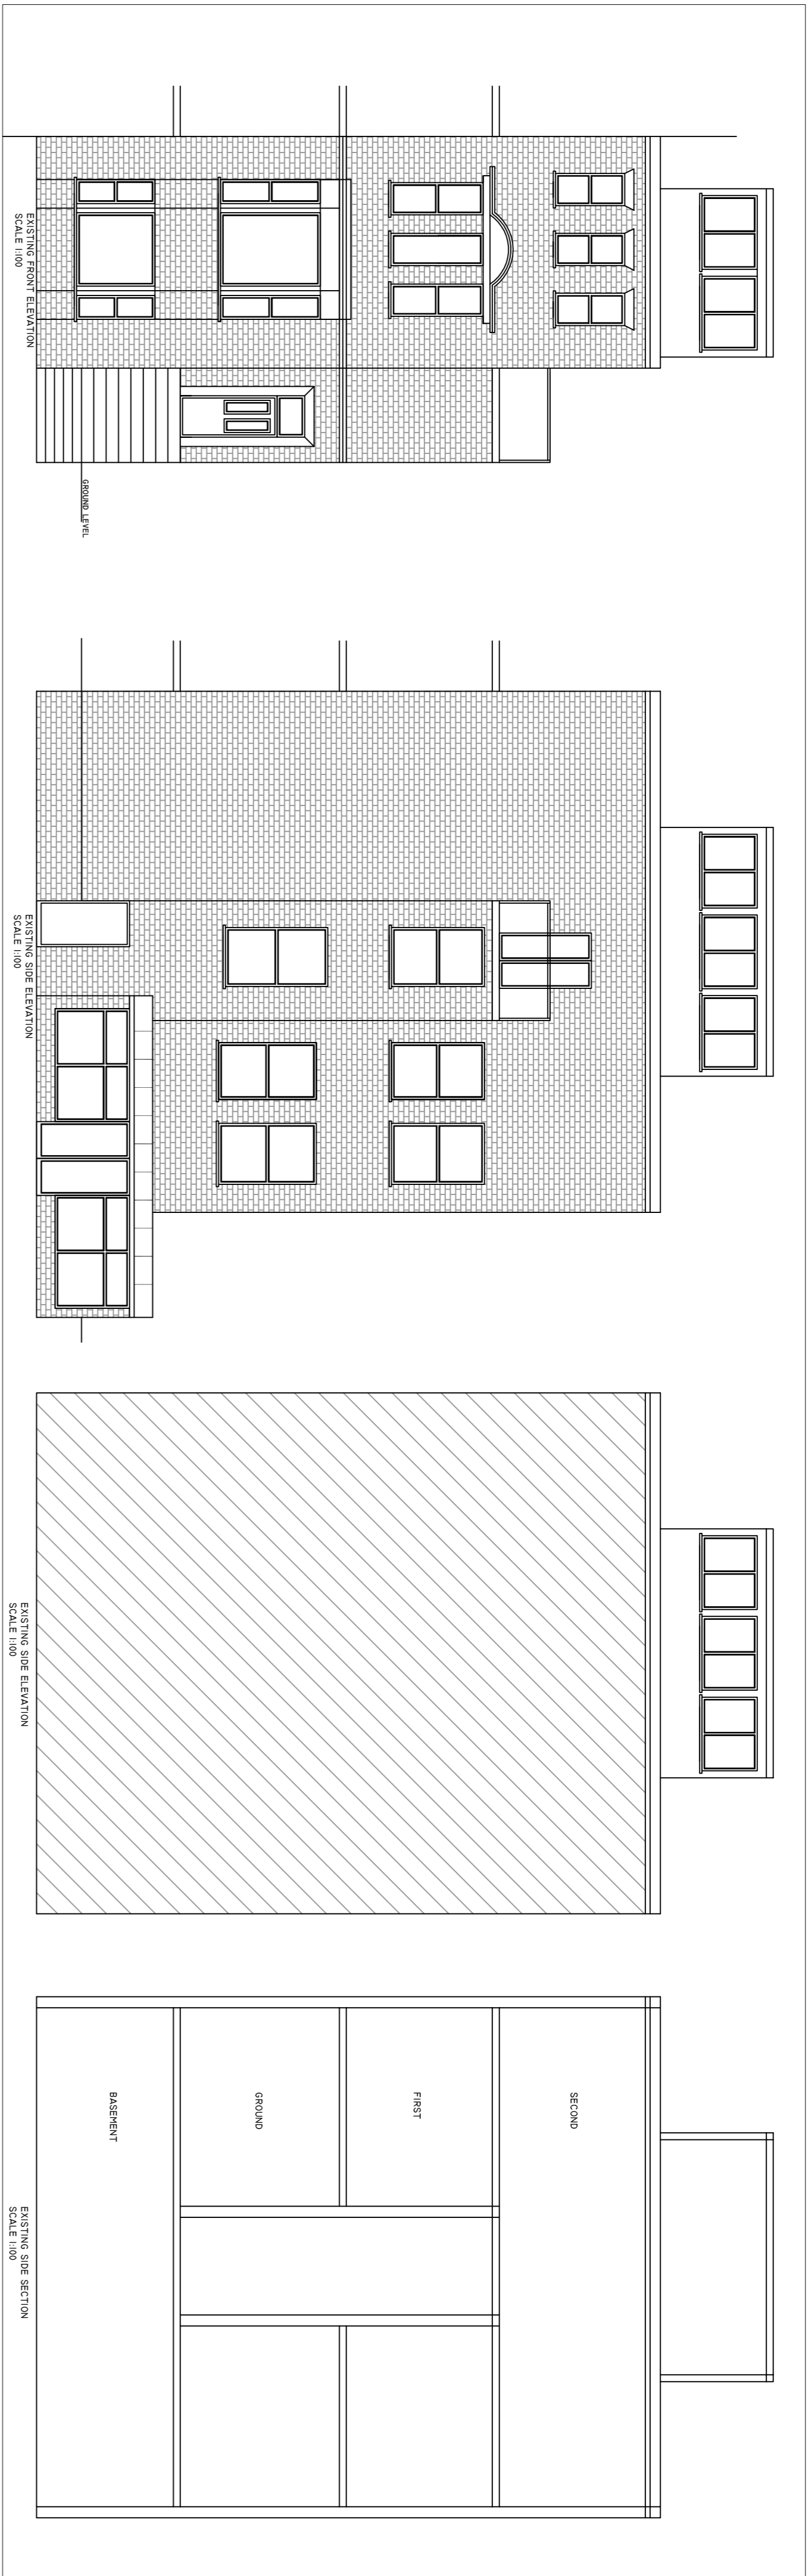 GROUND LEVEL
EXISTING FRONT ELEVATION
SCALE 1:100
EXISTING SIDE ELEVATION
SCALE 1:100
EXISTING SIDE ELEVATION
SCALE 1:100
SECOND
FIRST
GROUND
BASEMENT
EXISTING SIDE SECTION
SCALE 1:100